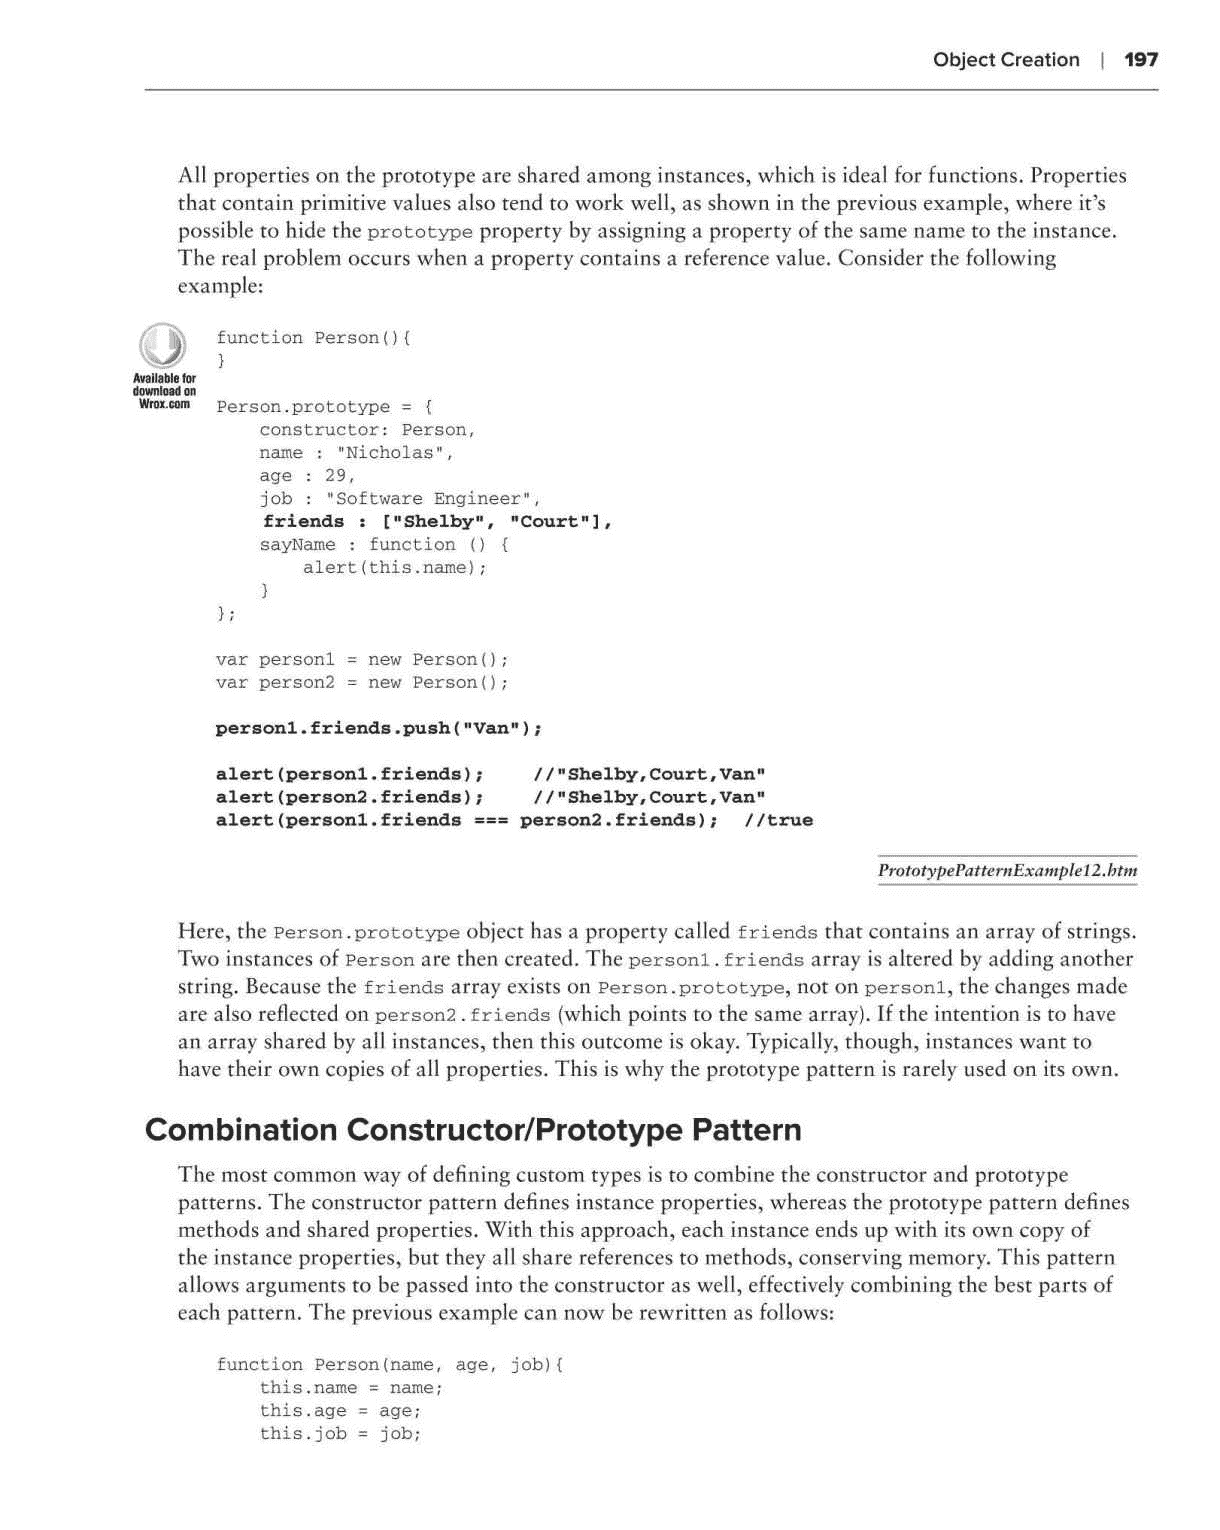 Object Creation | 197
All properties on the prototype are shared among instances, which is ideal for functions. Properties
that contain primitive values also tend to work well, as shown in the previous example, where it's
possible to hide the prototype property by assigning a property of the same name to the instance.
The real problem occurs when a property contains a reference value. Consider the following
example:
Available for
download on
Wrox.com
function Person(){
}
Person.prototype = {
    constructor: Person,
    name : "Nicholas",
    age : 29,
    job : "Software Engineer",
    friends : ["Shelby", "Court"],
    sayName : function () {
        alert(this.name);
    }
};
var person1 = new Person();
var person2 = new Person();
person1.friends.push("Van");
alert(person1.friends);    //"Shelby,Court,Van"
alert(person2.friends);    //"Shelby,Court,Van"
alert(person1.friends === person2.friends);  //true
PrototypePatternExample12.htm
Here, the Person.prototype object has a property called friends that contains an array of strings.
Two instances of Person are then created. The person1.friends array is altered by adding another
string. Because the friends array exists on Person.prototype, not on person1, the changes made
are also reflected on person2.friends (which points to the same array). If the intention is to have
an array shared by all instances, then this outcome is okay. Typically, though, instances want to
have their own copies of all properties. This is why the prototype pattern is rarely used on its own.
Combination Constructor/Prototype Pattern
The most common way of defining custom types is to combine the constructor and prototype
patterns. The constructor pattern defines instance properties, whereas the prototype pattern defines
methods and shared properties. With this approach, each instance ends up with its own copy of
the instance properties, but they all share references to methods, conserving memory. This pattern
allows arguments to be passed into the constructor as well, effectively combining the best parts of
each pattern. The previous example can now be rewritten as follows:
function Person(name, age, job){
    this.name = name;
    this.age = age;
    this.job = job;